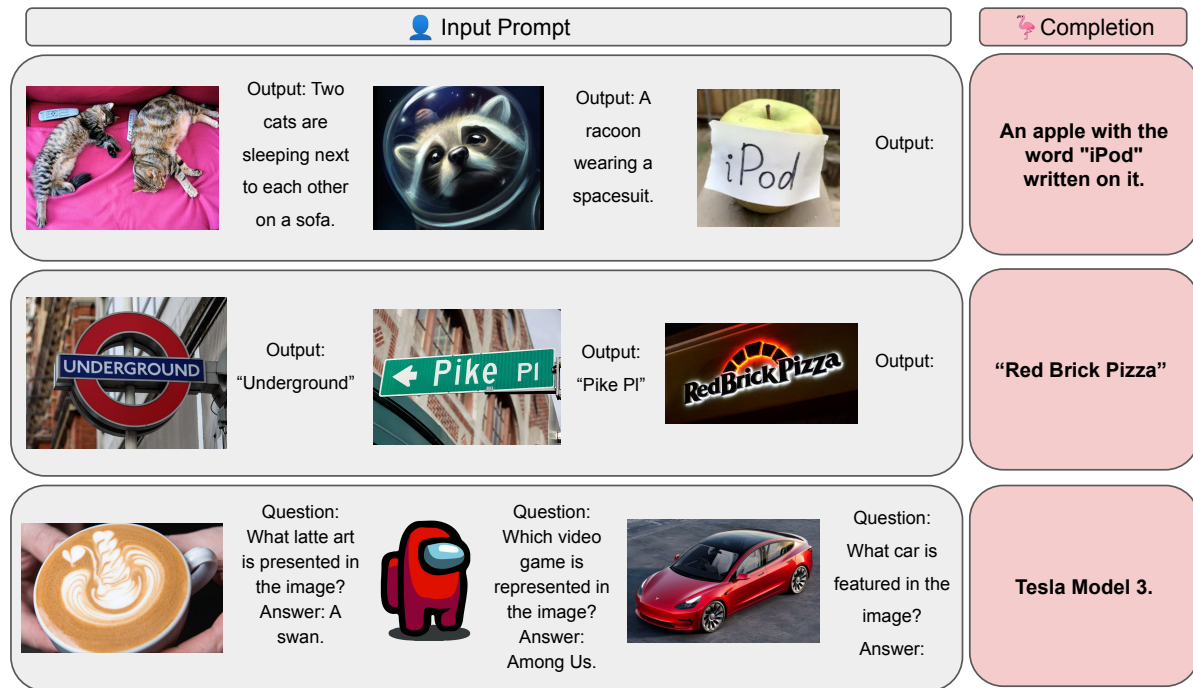 Input Prompt
Completion
Output: Two
cats are
sleeping next
to each other
on a sofa.
Output: A
racoon
wearing a
spacesuit.
iPod
Output:
An apple with the
word "iPod"
written on it.
UNDERGROUND
Output:
“Underground”
Pike Pl
Output:
“Pike Pl”
RedBrickPizza
Output:
“Red Brick Pizza”
Question:
What latte art
is presented in
the image?
Answer: A
swan.
Question:
Which video
game is
represented in
the image?
Answer:
Among Us.
Question:
What car is
featured in the
image?
Answer:
Tesla Model 3.